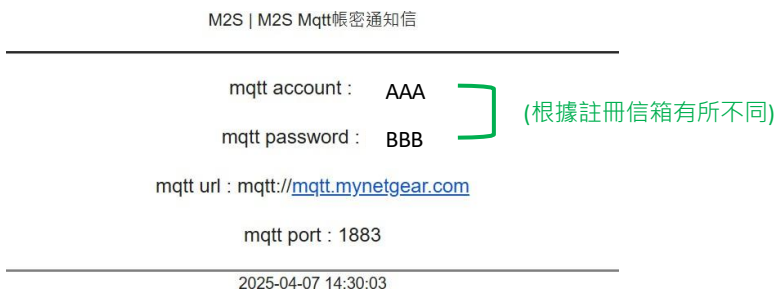 M2S | M2S Mqtt帳密通知信
mqtt account : AAA
(根據註冊信箱有所不同)
mqtt password : BBB
mqtt url : mqtt://mqtt.mynetgear.com
mqtt port : 1883
2025-04-07 14:30:03